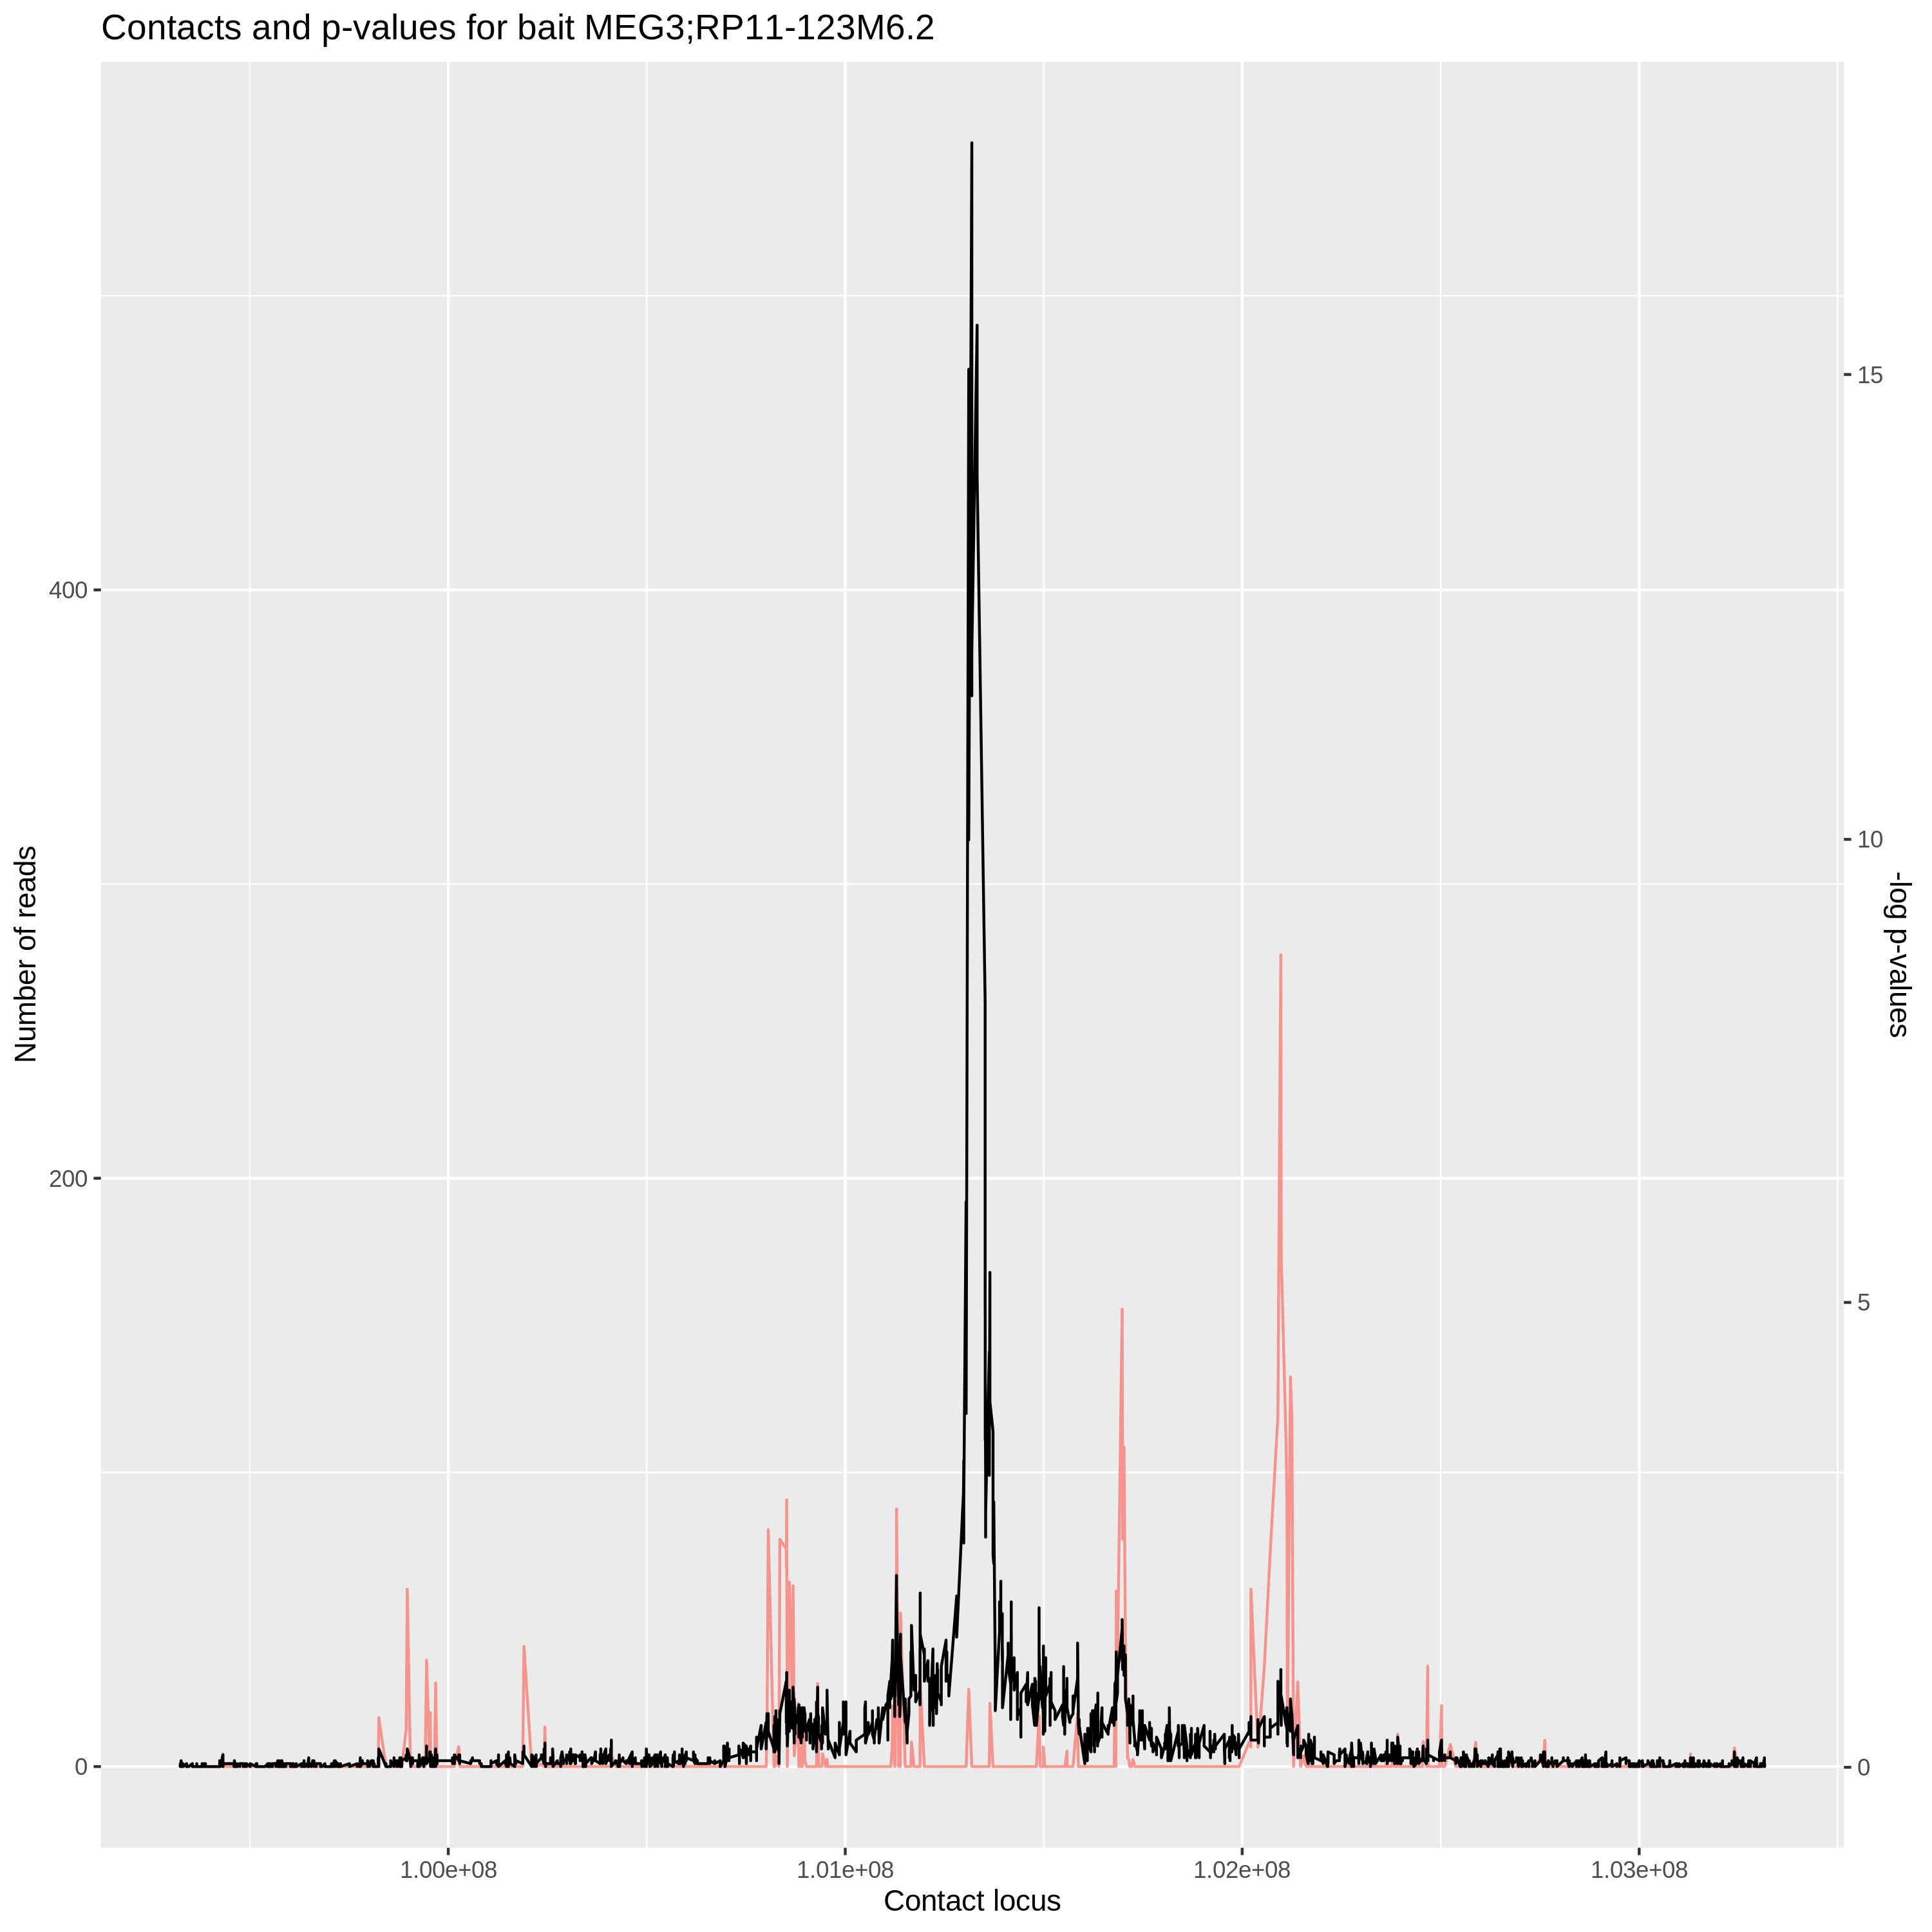 Contacts and p-values for bait MEG3;RP11-123M6.2
400
200
0
Number of reads
15
10
5
0
-log p-values
1.00e+08
1.01e+08
1.02e+08
1.03e+08
Contact locus